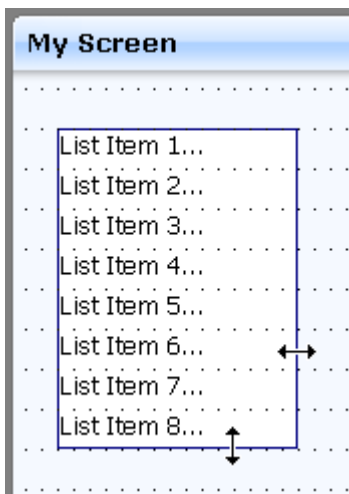 My Screen
List Item 1...
List Item 2...
List Item 3...
List Item 4...
List Item 5...
List Item 6...
List Item 7...
List Item 8...